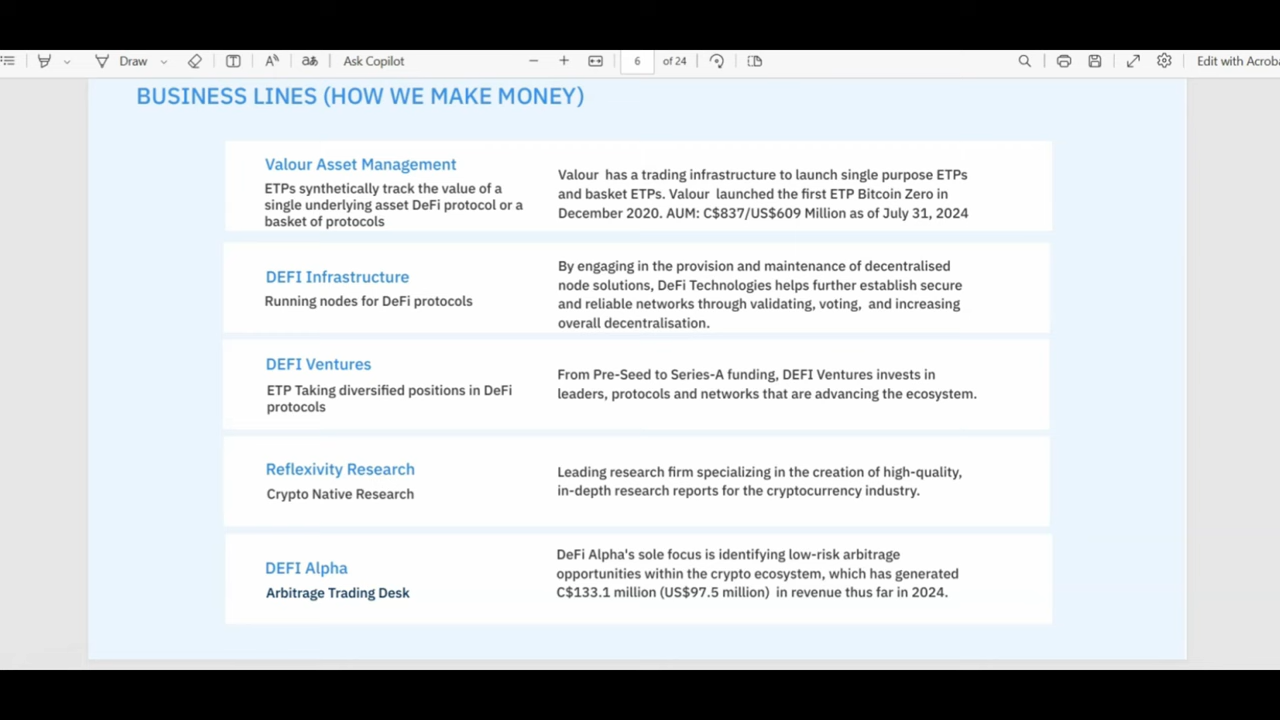 Draw
Ask Copilot
6 of 24
Edit with Acroba
BUSINESS LINES (HOW WE MAKE MONEY)
Valour Asset Management
ETPs synthetically track the value of a
single underlying asset DeFi protocol or a
basket of protocols
Valour has a trading infrastructure to launch single purpose ETPs
and basket ETPs. Valour launched the first ETP Bitcoin Zero in
December 2020. AUM: C$837/US$609 Million as of July 31, 2024
DEFI Infrastructure
Running nodes for DeFi protocols
By engaging in the provision and maintenance of decentralised
node solutions, DeFi Technologies helps further establish secure
and reliable networks through validating, voting, and increasing
overall decentralisation.
DEFI Ventures
ETP Taking diversified positions in DeFi
protocols
From Pre-Seed to Series-A funding, DEFI Ventures invests in
leaders, protocols and networks that are advancing the ecosystem.
Reflexivity Research
Crypto Native Research
Leading research firm specializing in the creation of high-quality,
in-depth research reports for the cryptocurrency industry.
DEFI Alpha
Arbitrage Trading Desk
DeFi Alpha's sole focus is identifying low-risk arbitrage
opportunities within the crypto ecosystem, which has generated
C$133.1 million (US$97.5 million) in revenue thus far in 2024.